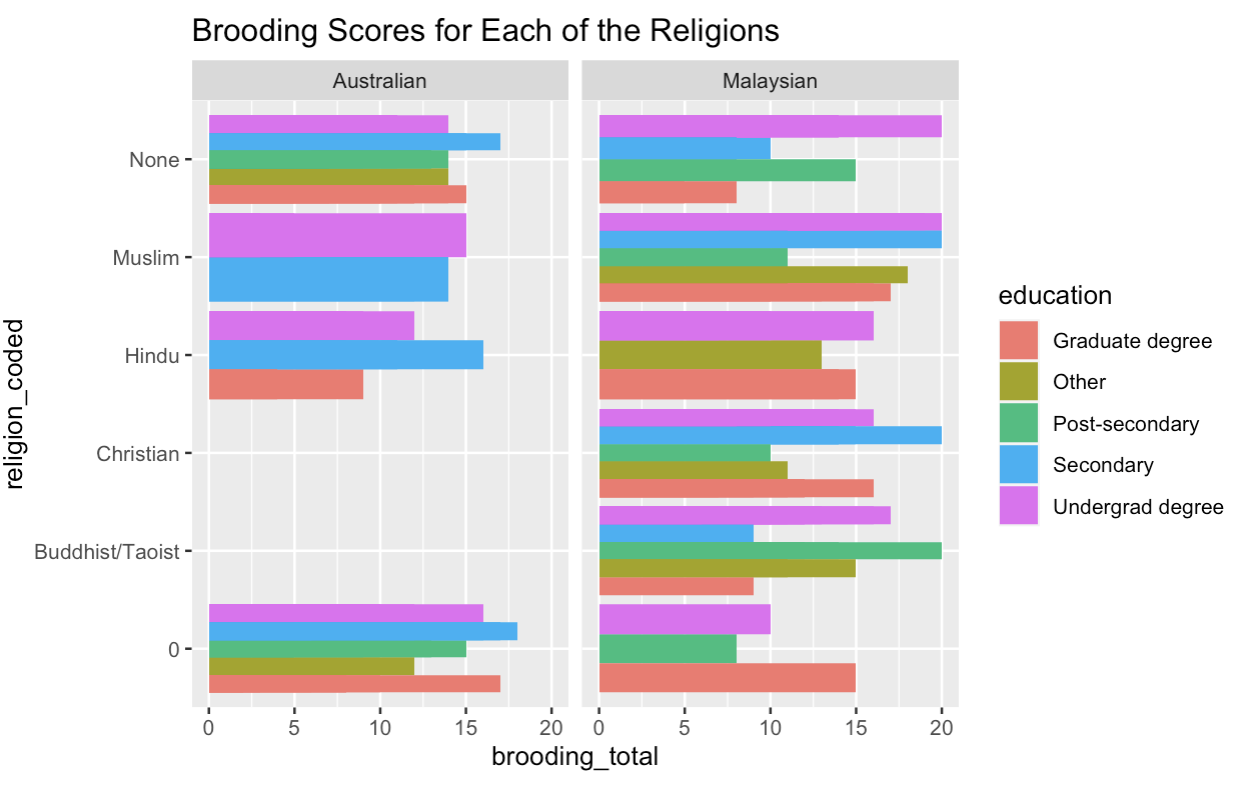 Brooding Scores for Each of the Religions
Australian
Malaysian
None
Muslim
Hindu
Christian
Buddhist/Taoist
0
religion_coded
0 5 10 15 20
0 5 10 15 20
brooding_total
education
Graduate degree
Other
Post-secondary
Secondary
Undergrad degree